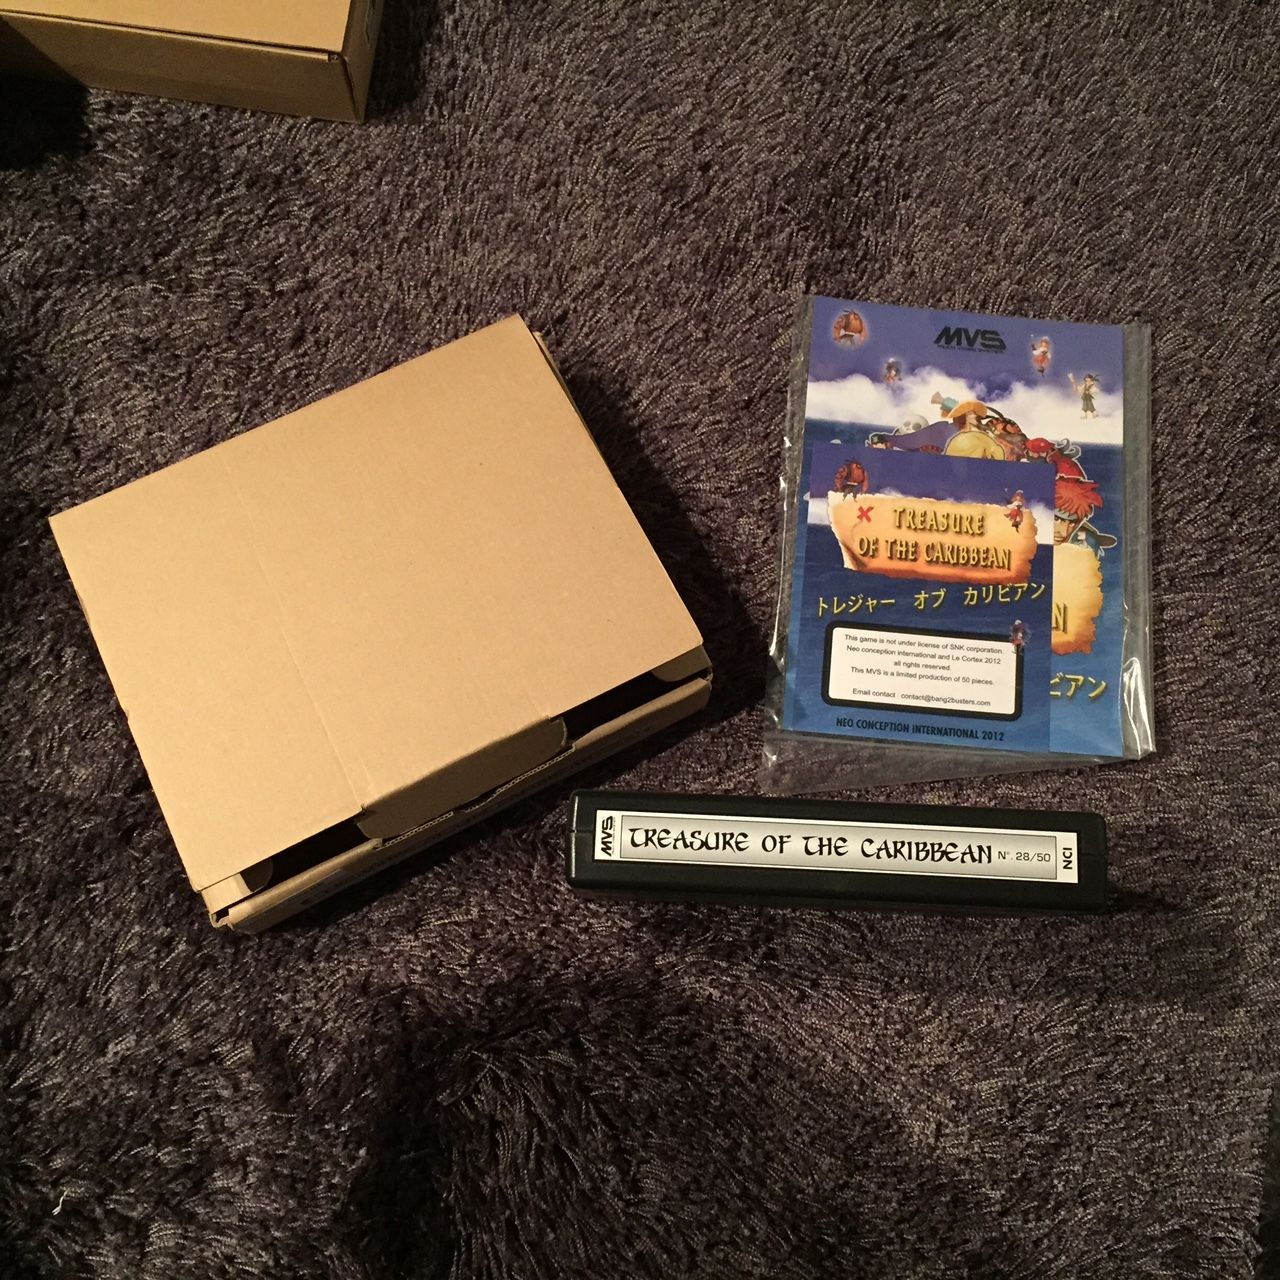 MVS
MULTI VIDEO SYSTEM
TREASURE
OF THE CARIBBEAN
トレジャー オブ カリビアン
This game is not under license of SNK corporation.
Neo conception international and Le Cortex 2012
all rights reserved.
This MVS is a limited production of 50 pieces.
Email contact : contact@bang2busters.com
NEO CONCEPTION INTERNATIONAL 2012
N
ビアン
MVS
TREASURE OF THE CARIBBEAN
N°. 28/50
NCI